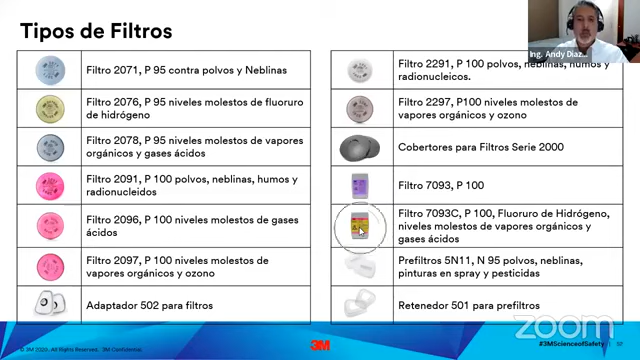 Tipos de Filtros
Ing. Andy Diaz...
Filtro 2071, P 95 contra polvos y Neblinas
Filtro 2076, P 95 niveles molestos de fluoruro
de hidrógeno
Filtro 2078, P 95 niveles molestos de vapores
orgánicos y gases ácidos
Filtro 2091, P 100 polvos, neblinas, humos y
radionucleidos
Filtro 2096, P 100 niveles molestos de gases
ácidos
Filtro 2097, P 100 niveles molestos de
vapores orgánicos y ozono
Adaptador 502 para filtros
Filtro 2291, P 100 polvos, neblinas, humos y
radionucleicos.
Filtro 2297, P100 niveles molestos de
vapores orgánicos y ozono
Cobertores para Filtros Serie 2000
Filtro 7093, P 100
Filtro 7093C, P 100, Fluoruro de Hidrógeno,
niveles molestos de vapores orgánicos y
gases ácidos
Prefiltros 5N11, N 95 polvos, neblinas,
pinturas en spray y pesticidas
Retenedor 501 para prefiltros
zoom
© 3M 2020. All Rights Reserved. 3M Confidential.
3M
#3MScienceofSafety | 32